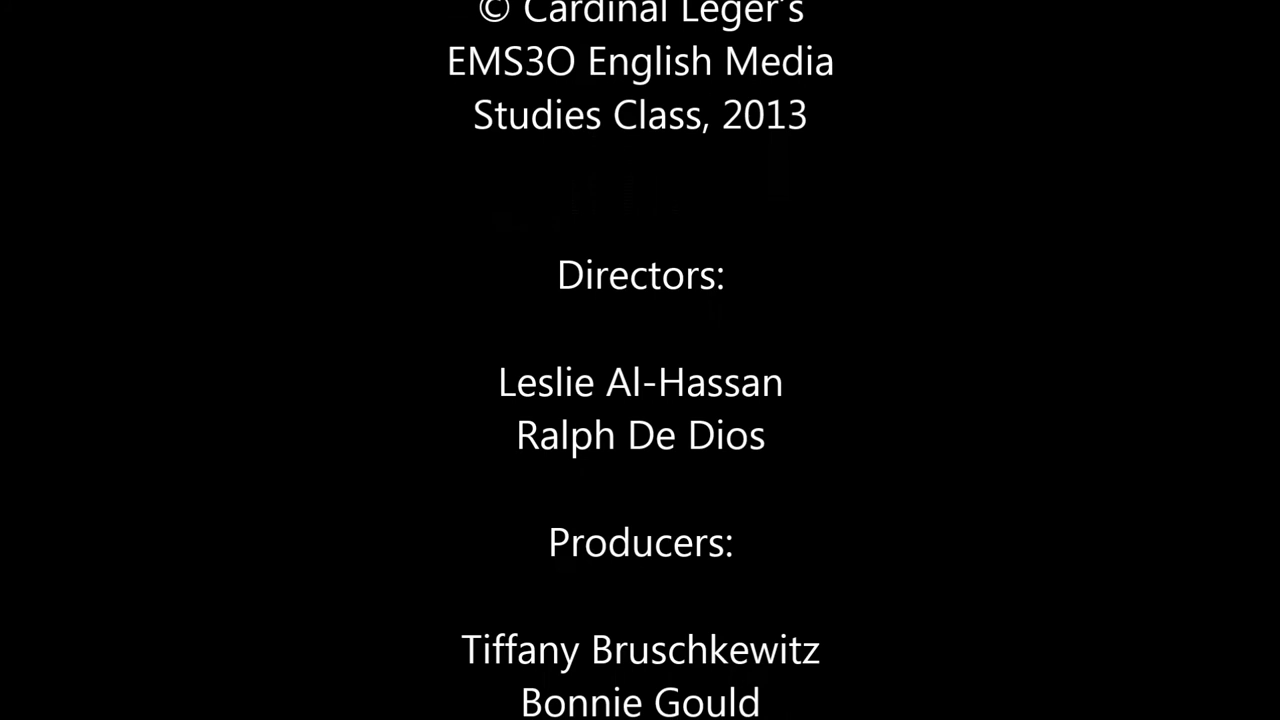 © Cardinal Leger's
EMS3O English Media
Studies Class, 2013
Directors:
Leslie Al-Hassan
Ralph De Dios
Producers:
Tiffany Bruschkewitz
Bonnie Gould